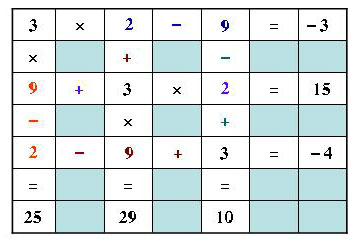 3 × 2 − 9 = −3
× + −
9 + 3 × 2 = 15
− × +
2 − 9 + 3 = −4
= = =
25 29 10